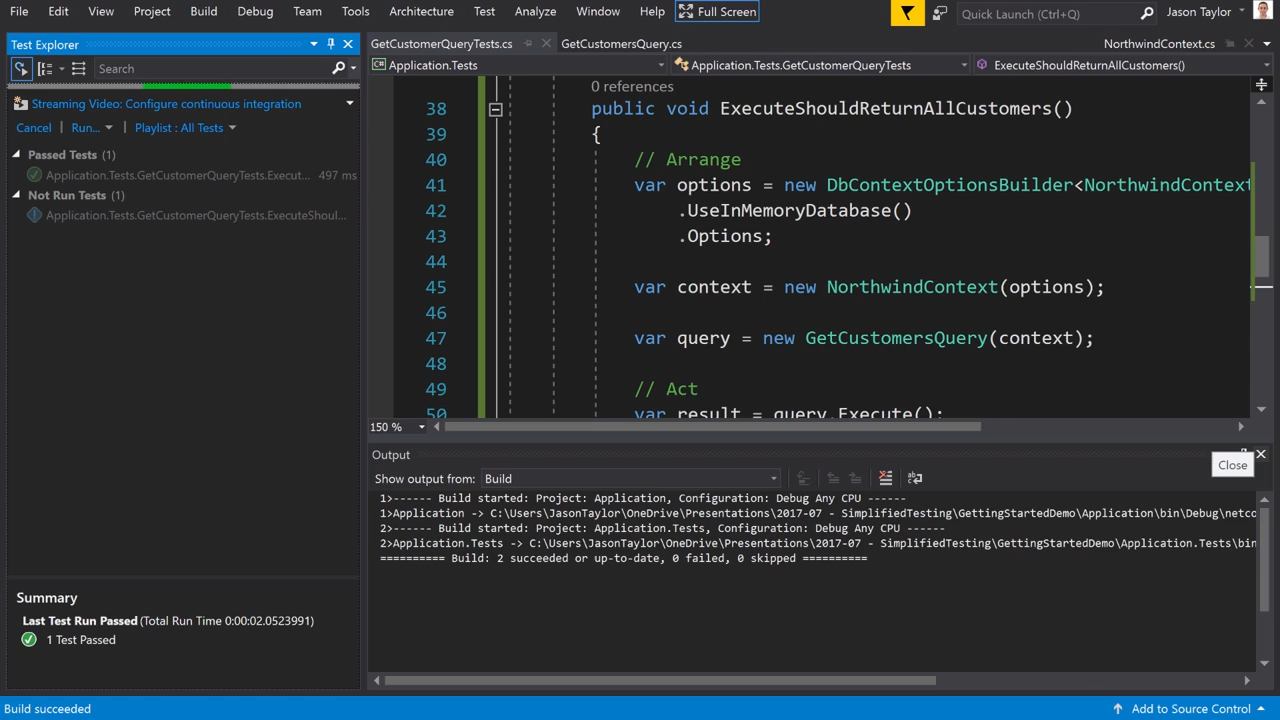 File Edit View Project Build Debug Team Tools Architecture Test Analyze Window Help Full Screen Quick Launch (Ctrl+Q) Jason Taylor
Test Explorer
Search
Streaming Video: Configure continuous integration
Cancel Run... Playlist : All Tests
Passed Tests (1)
Application.Tests.GetCustomerQueryTests.Execut... 497 ms
Not Run Tests (1)
Application.Tests.GetCustomerQueryTests.ExecuteShoul...
Summary
Last Test Run Passed (Total Run Time 0:00:02.0523991)
1 Test Passed
GetCustomerQueryTests.cs GetCustomersQuery.cs NorthwindContext.cs
Application.Tests Application.Tests.GetCustomerQueryTests ExecuteShouldReturnAllCustomers()
0 references
38 public void ExecuteShouldReturnAllCustomers()
39 {
40 // Arrange
41 var options = new DbContextOptionsBuilder<NorthwindContext
42 .UseInMemoryDatabase()
43 .Options;
44
45 var context = new NorthwindContext(options);
46
47 var query = new GetCustomersQuery(context);
48
49 // Act
50 var result = query.Execute();
150 %
Output
Close
Show output from: Build
1>------ Build started: Project: Application, Configuration: Debug Any CPU ------
1>Application -> C:\Users\JasonTaylor\OneDrive\Presentations\2017-07 - SimplifiedTesting\GettingStartedDemo\Application\bin\Debug\netco
2>------ Build started: Project: Application.Tests, Configuration: Debug Any CPU ------
2>Application.Tests -> C:\Users\JasonTaylor\OneDrive\Presentations\2017-07 - SimplifiedTesting\GettingStartedDemo\Application.Tests\bin
========== Build: 2 succeeded or up-to-date, 0 failed, 0 skipped ==========
Build succeeded Add to Source Control